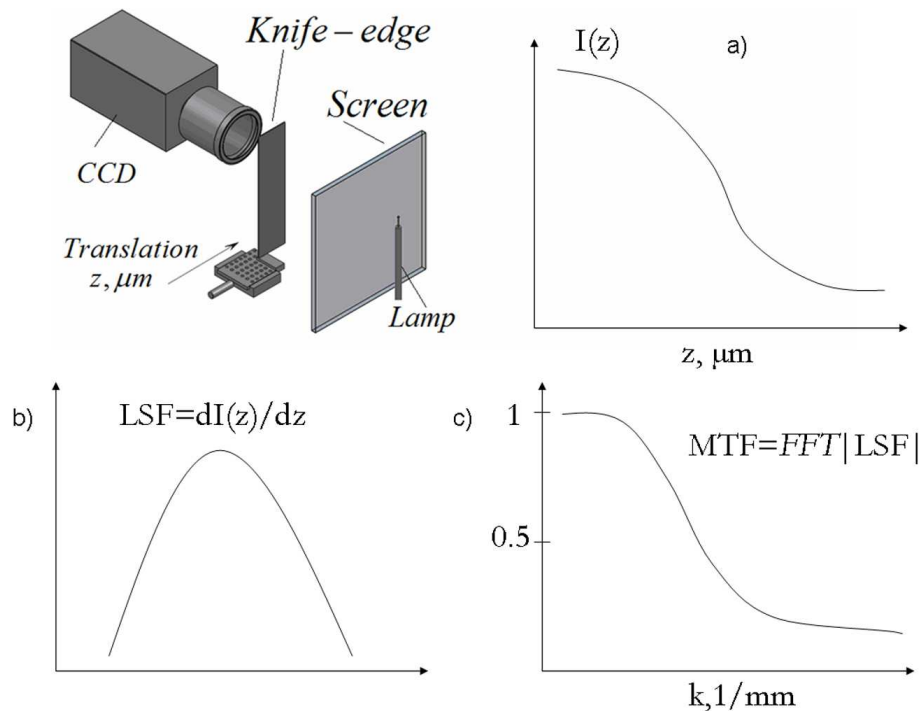 Knife – edge
Screen
CCD
Translation
z, μm
Lamp
a)
I(z)
z, μm
b)
LSF=dI(z)/dz
c)
1
MTF=FFT|LSF|
0.5
k,1/mm